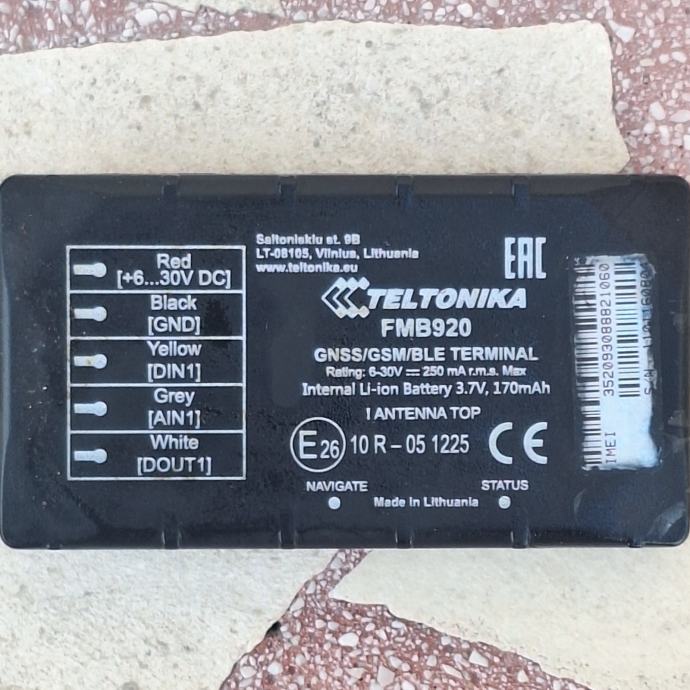 Red
[+6...30V DC]
Black
[GND]
Yellow
[DIN1]
Grey
[AIN1]
White
[DOUT1]
Saltoniskiu st. 9B
LT-08105, Vilnius, Lithuania
www.teltonika.eu
EAC
TELTONIKA
FMB920
GNSS/GSM/BLE TERMINAL
Rating: 6-30V ⎓ 250 mA r.m.s. Max
Internal Li-ion Battery 3.7V, 170mAh
! ANTENNA TOP
E26 10 R - 05 1225 CE
NAVIGATE
STATUS
Made in Lithuania
IMEI 352093088821060
S/N